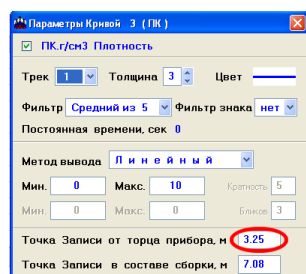 Параметры Кривой 3 (ПК)
ПК.г/см3 Плотность
Трек 1 Толщина 3 Цвет
Фильтр Средний из 5 Фильтр знака нет
Постоянная времени, сек 0
Метод вывода Линейный
Мин. 0 Макс. 10 Кратность 5
Мин. 0 Макс. 0 Бликов 3
Точка Записи от торца прибора, м 3.25
Точка Записи в составе сборки, м 7.08